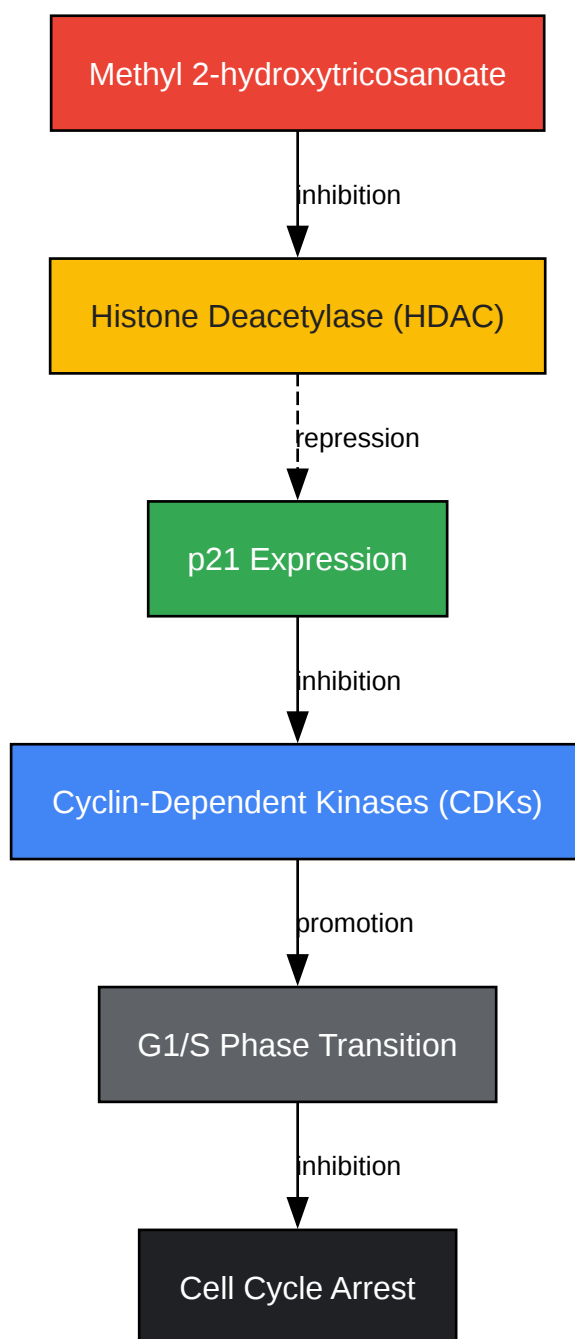 Methyl 2-hydroxytricosanoate
inhibition
Histone Deacetylase (HDAC)
repression
p21 Expression
inhibition
Cyclin-Dependent Kinases (CDKs)
promotion
G1/S Phase Transition
inhibition
Cell Cycle Arrest